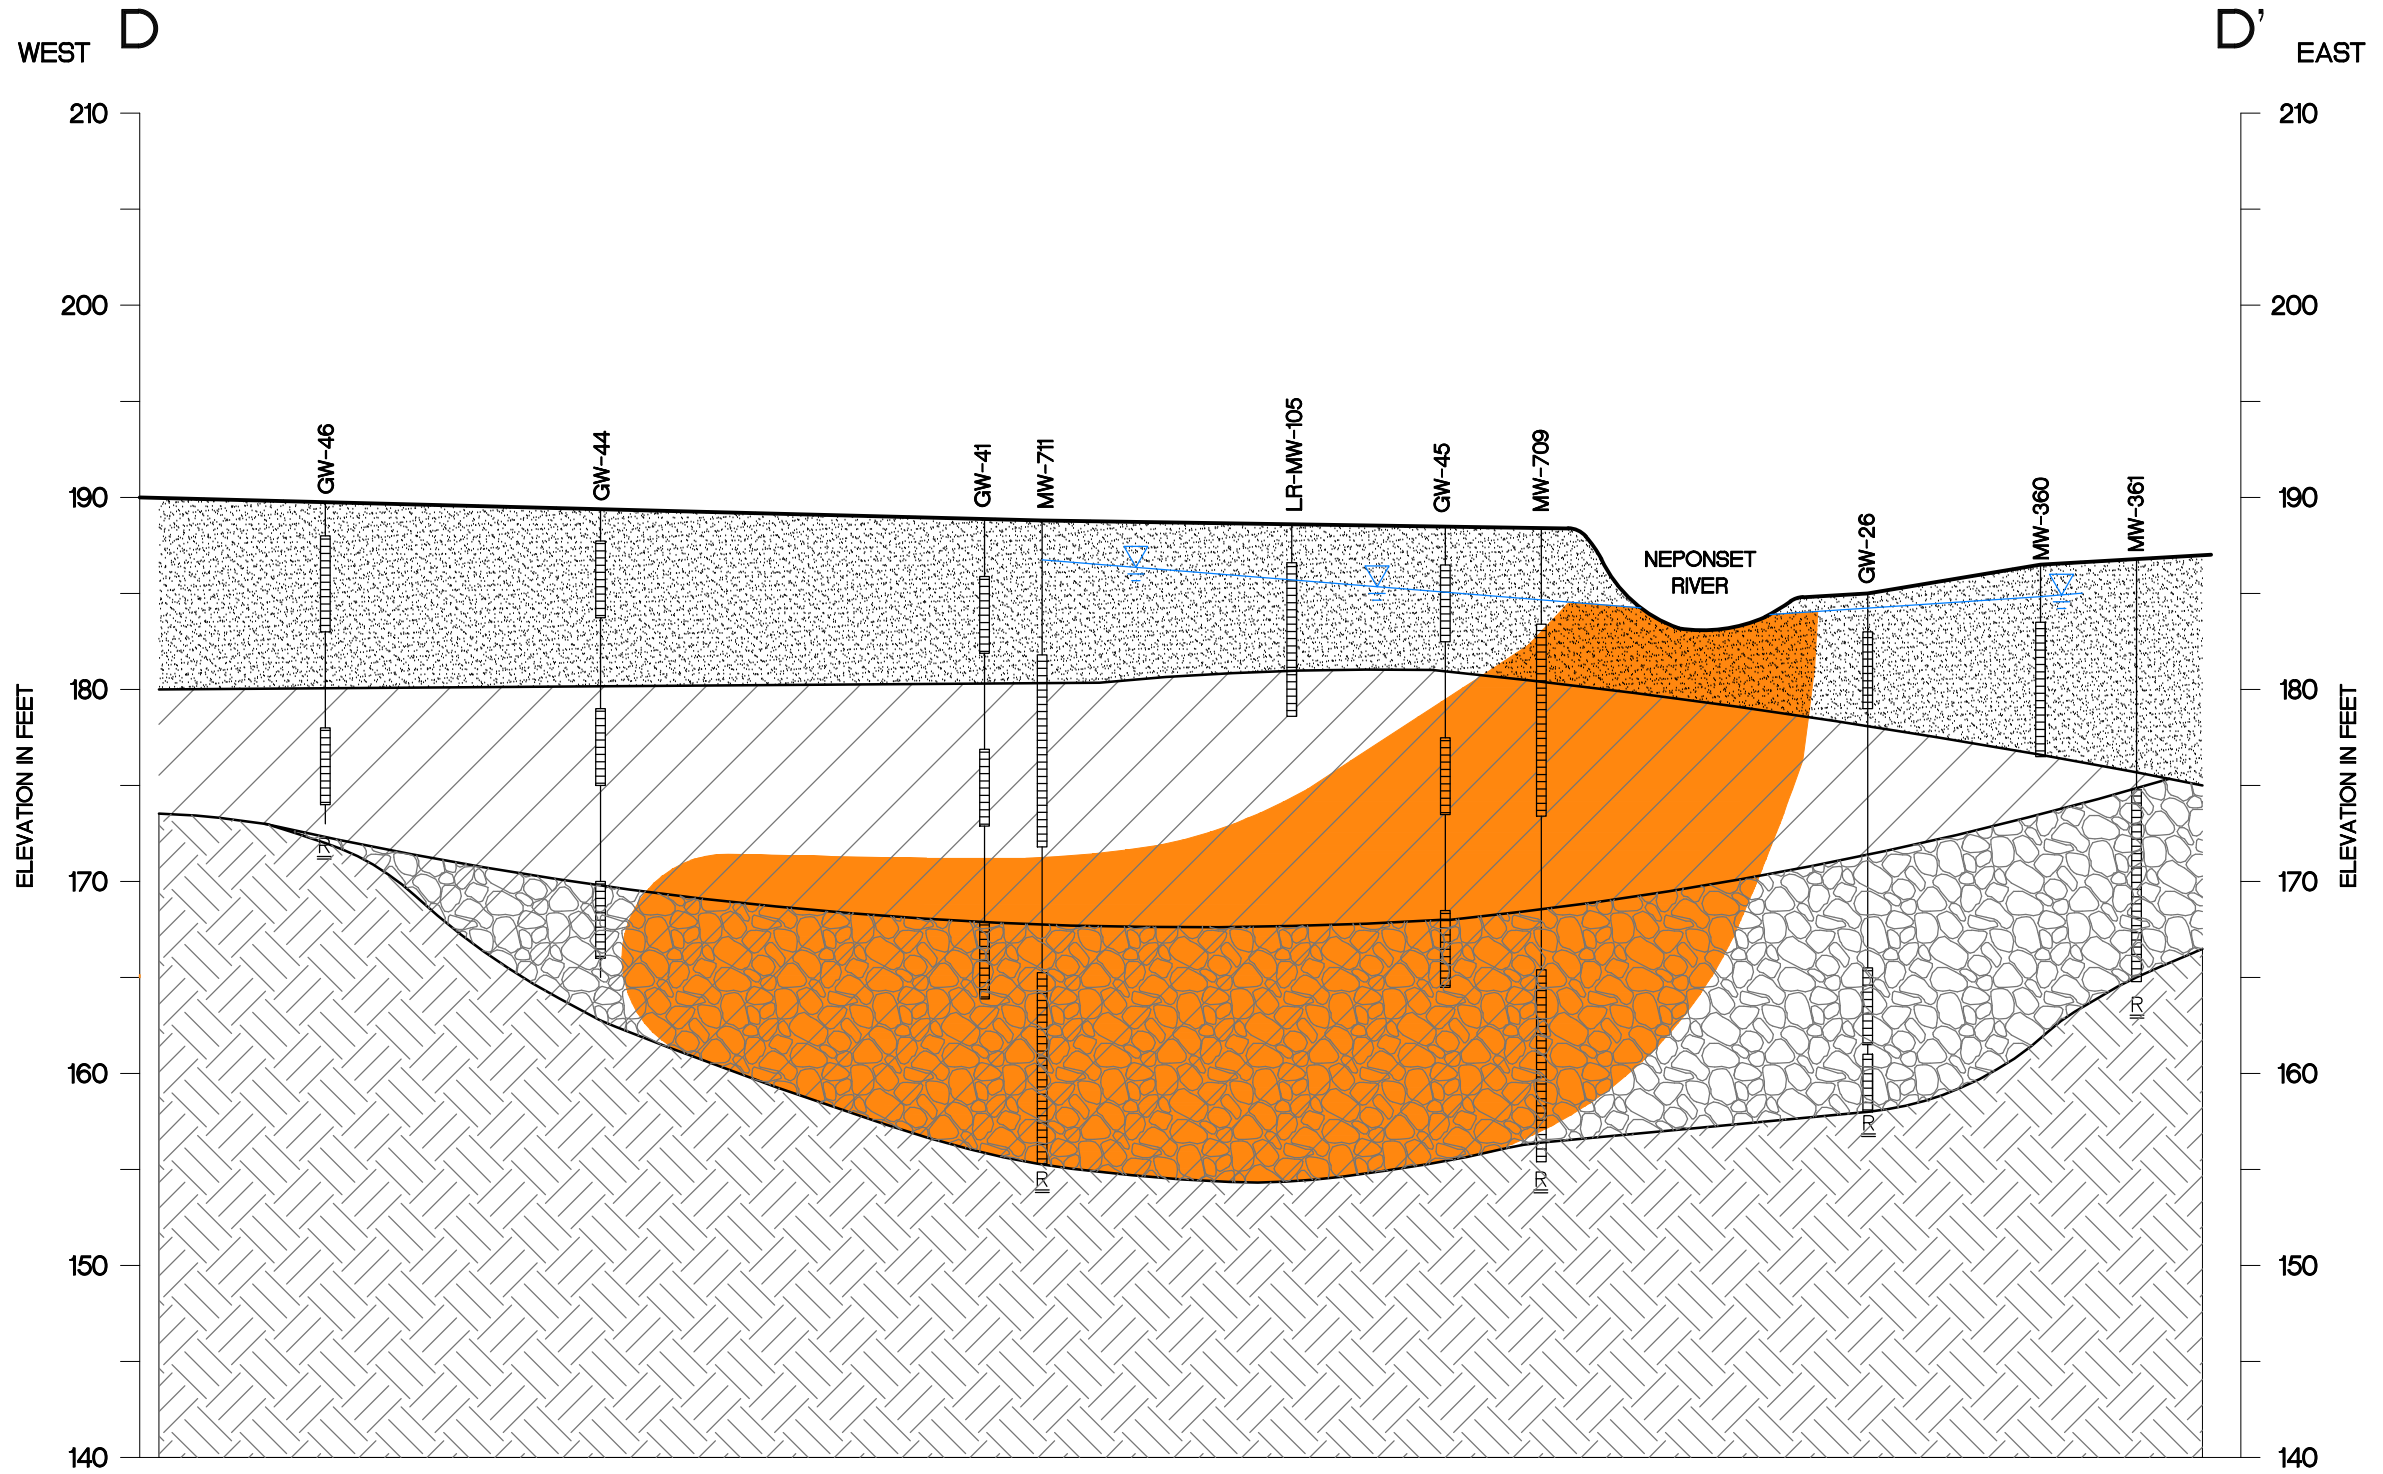 D
D'
WEST
EAST
210
210
200
200
190
190
180
180
170
170
160
160
150
150
140
140
ELEVATION IN FEET
ELEVATION IN FEET
GW-46
GW-44
GW-41
MW-711
LR-MW-105
GW-45
MW-709
NEPONSET
RIVER
GW-26
MW-360
MW-361
R
R
R
R
R